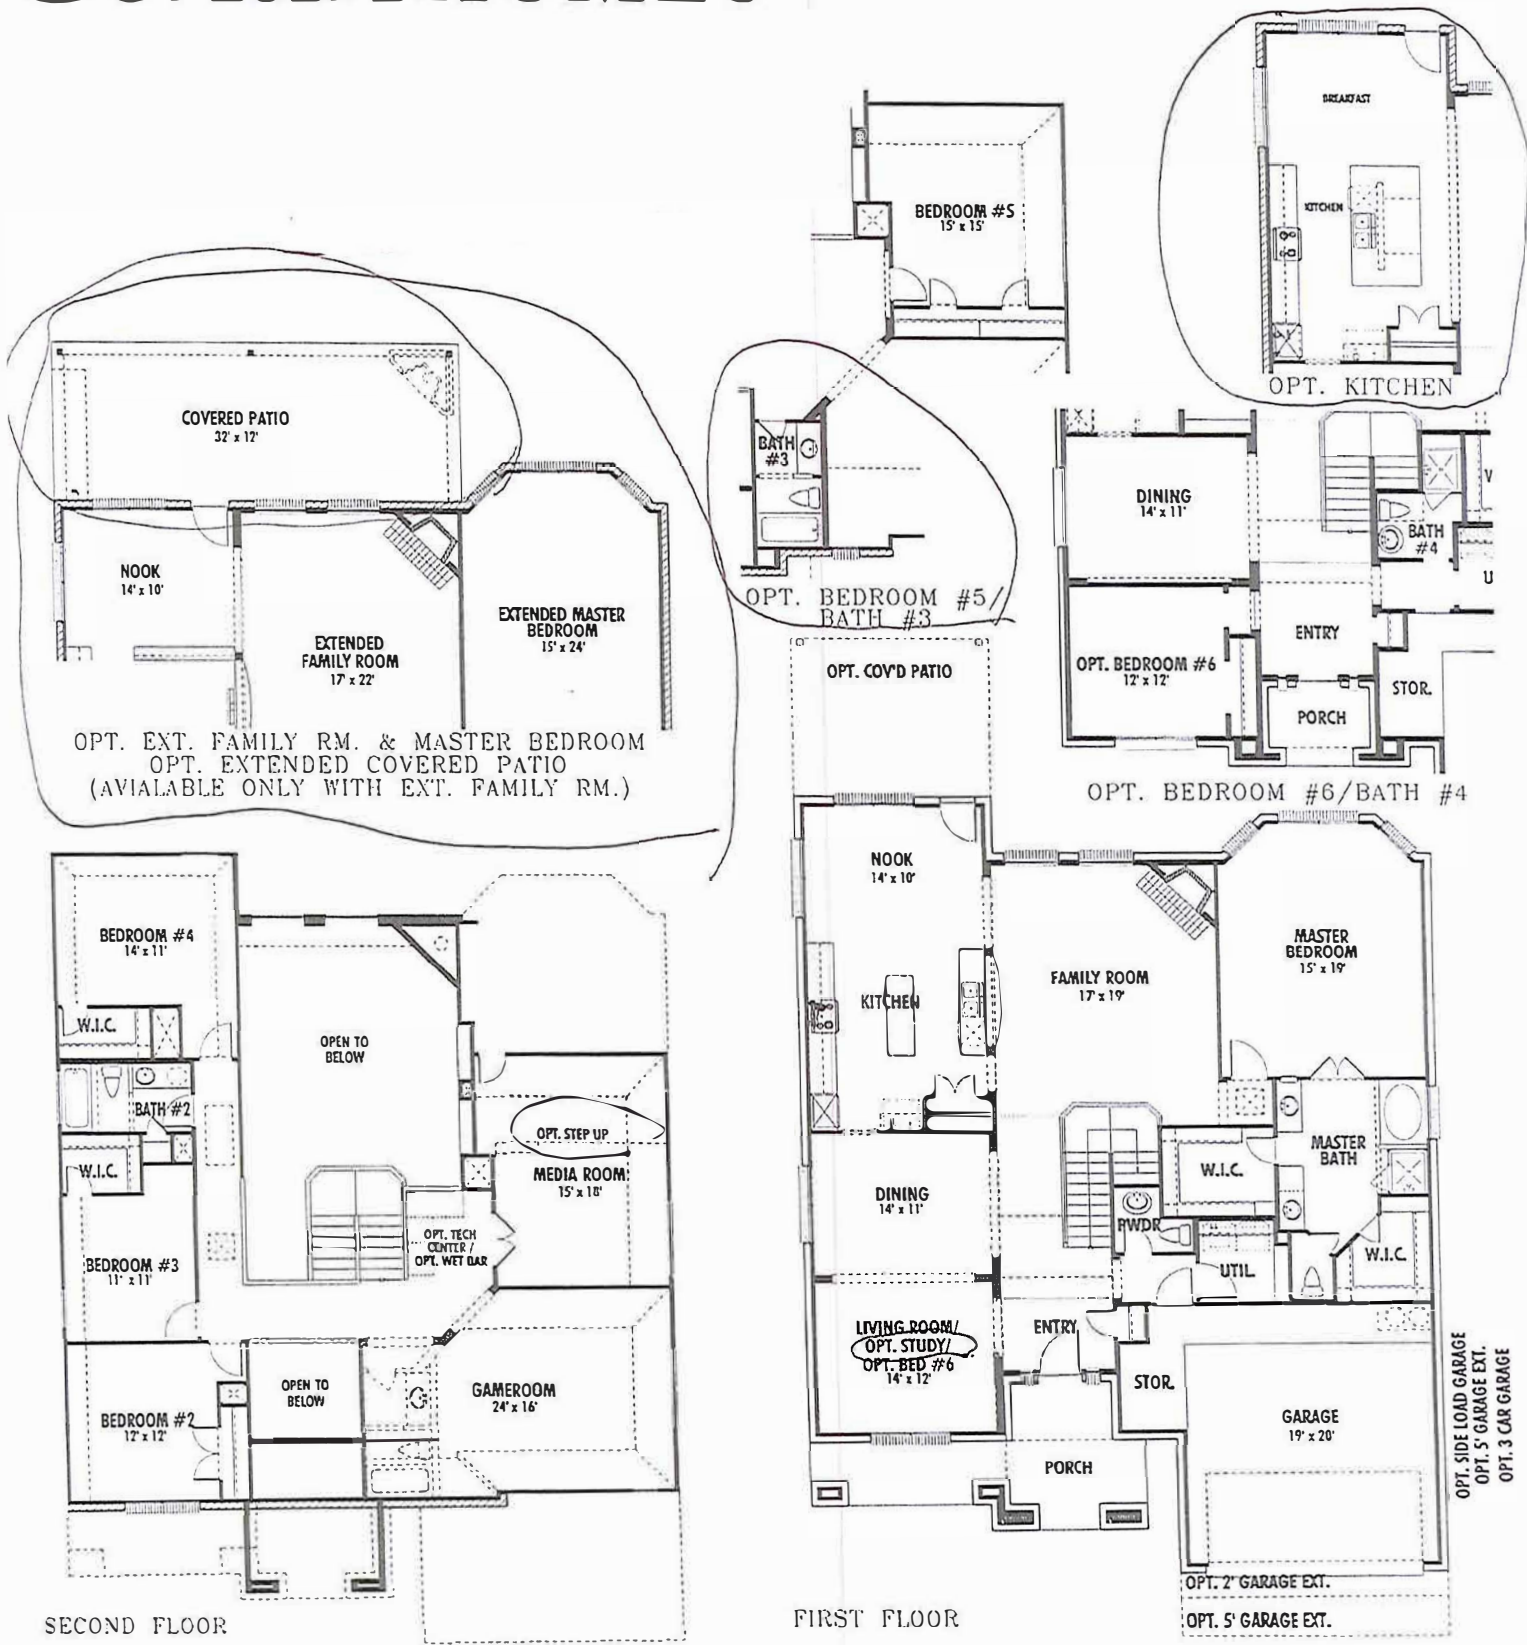 BREAKFAST
KITCHEN
OPT. KITCHEN
BEDROOM #5
15' x 15'
BATH
#3
OPT. BEDROOM #5/
BATH #3
COVERED PATIO
32' x 12'
NOOK
14' x 10'
EXTENDED
FAMILY ROOM
17' x 22'
EXTENDED MASTER
BEDROOM
15' x 24'
OPT. EXT. FAMILY RM. & MASTER BEDROOM
OPT. EXTENDED COVERED PATIO
(AVIALABLE ONLY WITH EXT. FAMILY RM.)
DINING
14' x 11'
BATH
#4
ENTRY
OPT. BEDROOM #6
12' x 12'
STOR.
PORCH
OPT. BEDROOM #6/BATH #4
BEDROOM #4
14' x 11'
W.I.C.
OPEN TO
BELOW
BATH #2
OPT. STEP UP
W.I.C.
MEDIA ROOM
15' x 18'
OPT. TECH
CENTER /
OPT. WET BAR
BEDROOM #3
11' x 11'
OPEN TO
BELOW
GAMEROOM
24' x 16'
BEDROOM #2
12' x 12'
SECOND FLOOR
OPT. COV'D PATIO
NOOK
14' x 10'
MASTER
BEDROOM
15' x 19'
FAMILY ROOM
17' x 19'
KITCHEN
MASTER
BATH
W.I.C.
DINING
14' x 11'
PWDR
W.I.C.
UTIL.
LIVING ROOM/
OPT. STUDY/
OPT. BED #6
14' x 12'
ENTRY
STOR.
GARAGE
19' x 20'
PORCH
OPT. SIDE LOAD GARAGE
OPT. 5' GARAGE EXT.
OPT. 3 CAR GARAGE
OPT. 2' GARAGE EXT.
OPT. 5' GARAGE EXT.
FIRST FLOOR